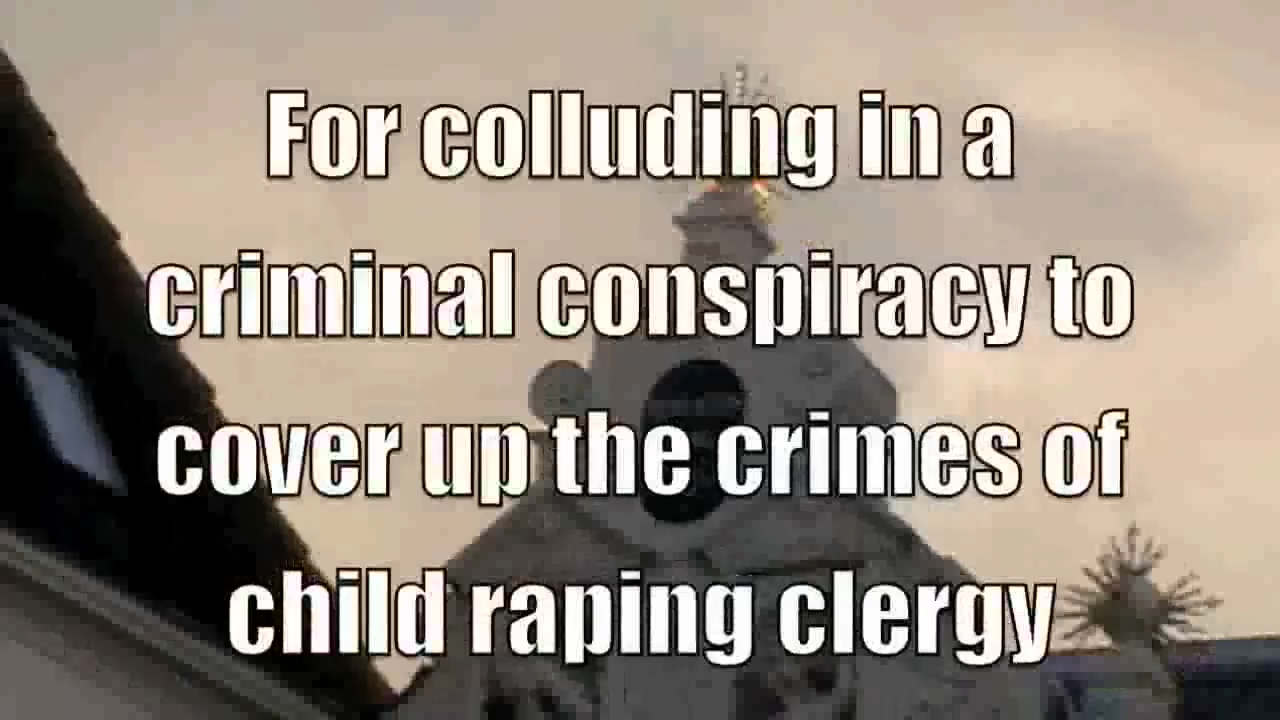 For colluding in a
criminal conspiracy to
cover up the crimes of
child raping clergy